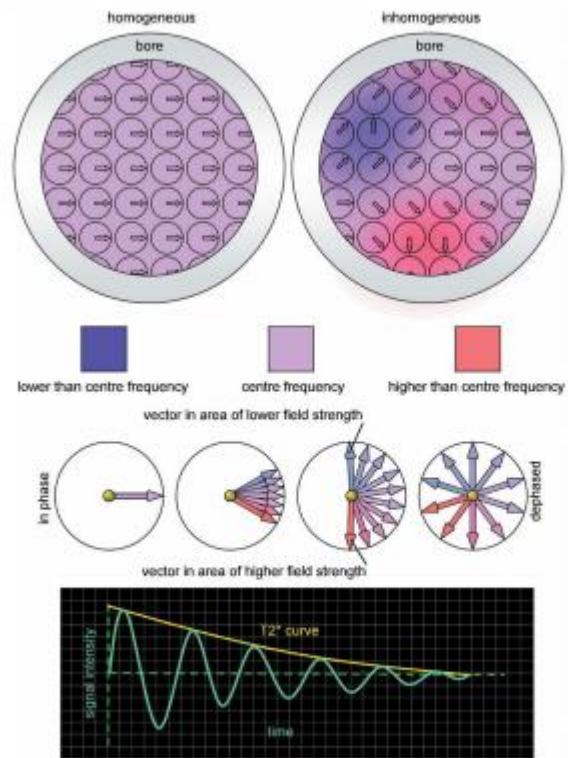 homogeneous
inhomogeneous
bore
bore
lower than centre frequency
centre frequency
higher than centre frequency
vector in area of lower field strength
in phase
dephased
vector in area of higher field strength
T2* curve
signal intensity
time